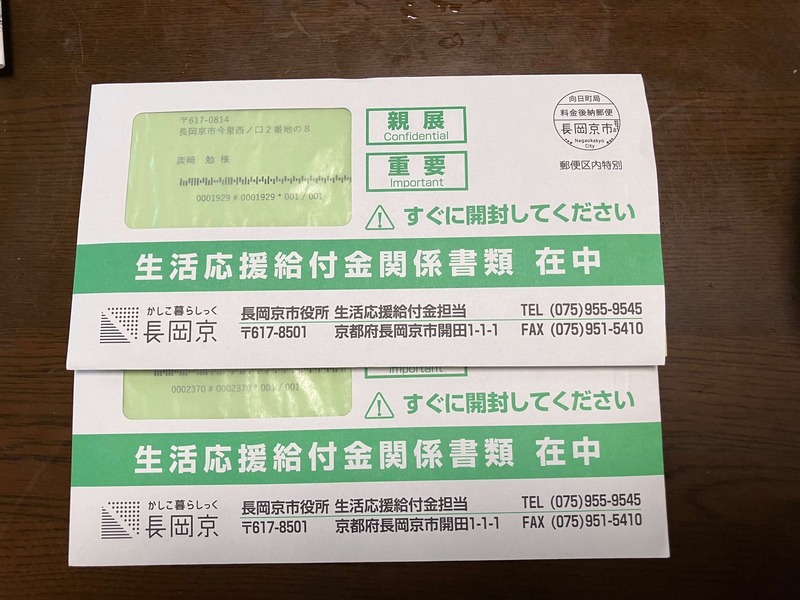 〒617-0814
長岡京市今里西ノ口2番地の8
炭﨑 勉 様
0001929 # 0001929 * 001 / 001
親展
Confidential
重要
Important
向日町局
料金後納郵便
長岡京市
Nagaokakyo
City
郵便区内特別
すぐに開封してください
生活応援給付金関係書類 在中
かしこ暮らしっく
長岡京
長岡京市役所 生活応援給付金担当 TEL (075)955-9545
〒617-8501 京都府長岡京市開田1-1-1 FAX (075)951-5410
0002370 # 0002370 * 001 / 001
Important
すぐに開封してください
生活応援給付金関係書類 在中
かしこ暮らしっく
長岡京
長岡京市役所 生活応援給付金担当 TEL (075)955-9545
〒617-8501 京都府長岡京市開田1-1-1 FAX (075)951-5410